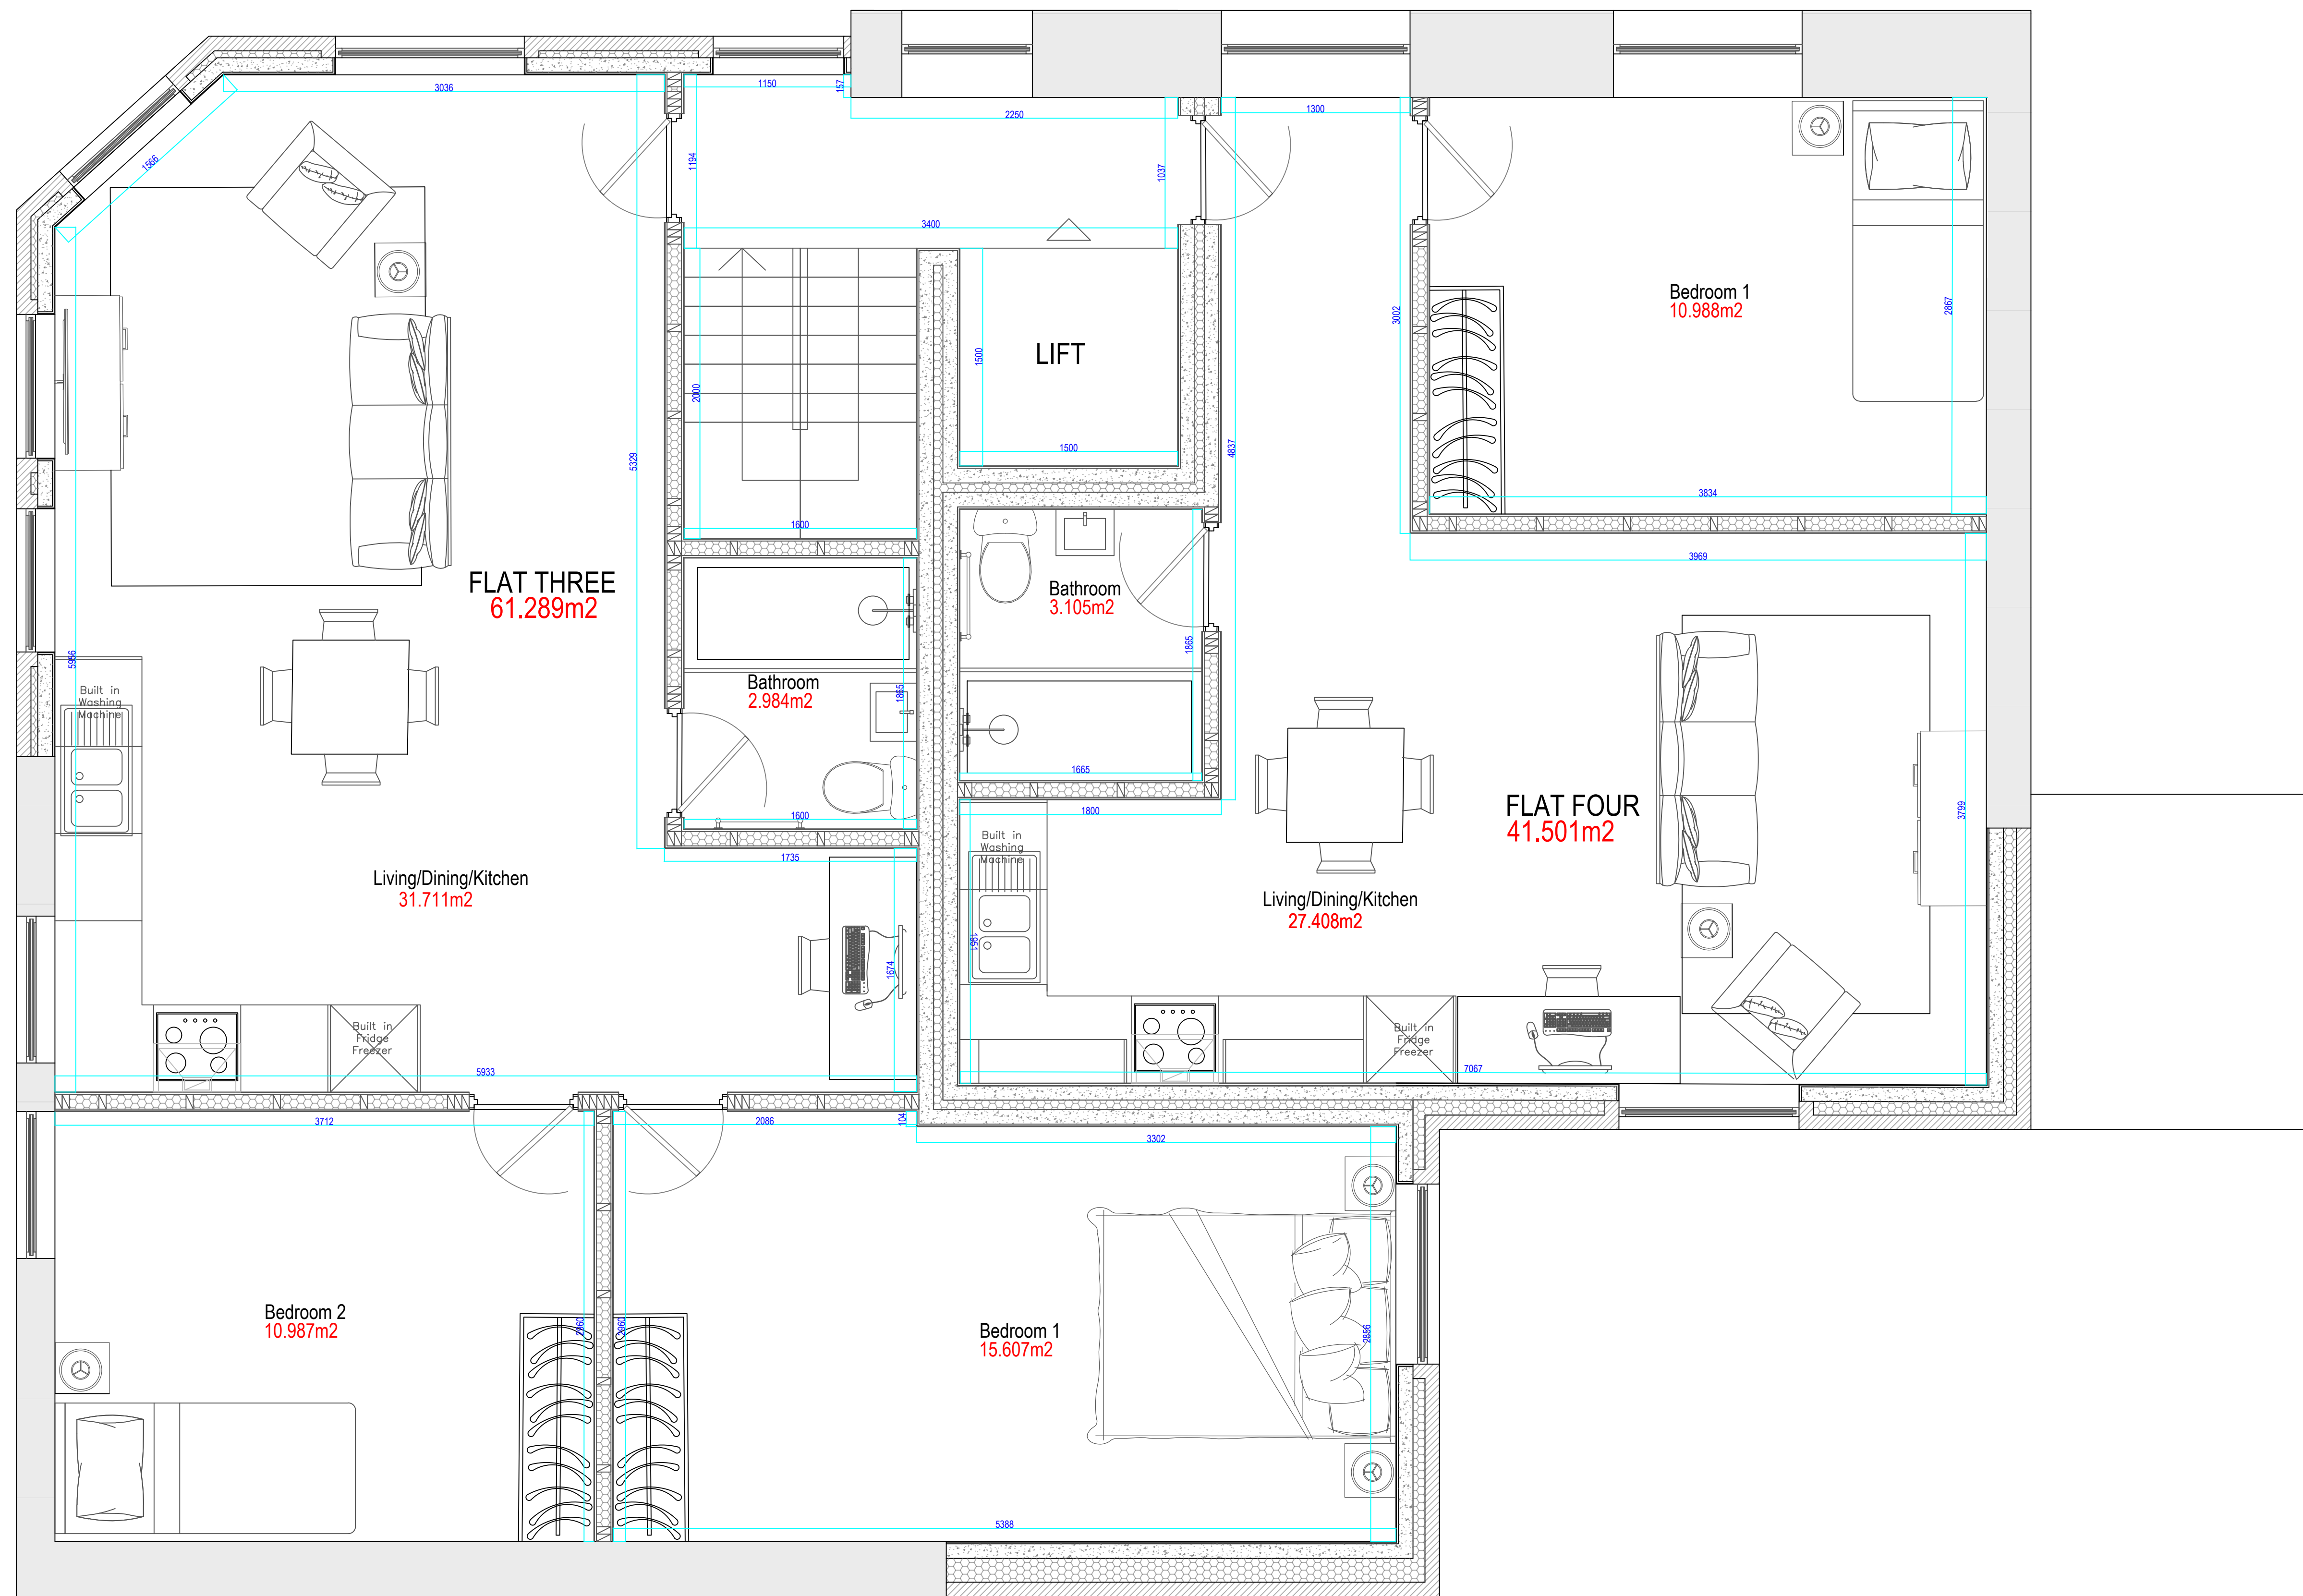 3036
1150
157
2250
1300
1566
1194
1037
3400
Bedroom 1
10.988m2
2867
3002
LIFT
1500
2000
1500
5329
4837
3834
1600
3969
FLAT THREE
61.289m2
Bathroom
3.105m2
1865
5956
Built in
Washing
Machine
Bathroom
2.984m2
1865
1665
1600
1800
FLAT FOUR
41.501m2
3799
Built in
Washing
Machine
1735
Living/Dining/Kitchen
31.711m2
Living/Dining/Kitchen
27.408m2
1951
1674
Built in
Fridge
Freezer
Built in
Fridge
Freezer
5933
7067
3712
2086
104
3302
Bedroom 2
10.987m2
2960
2960
Bedroom 1
15.607m2
2856
5388